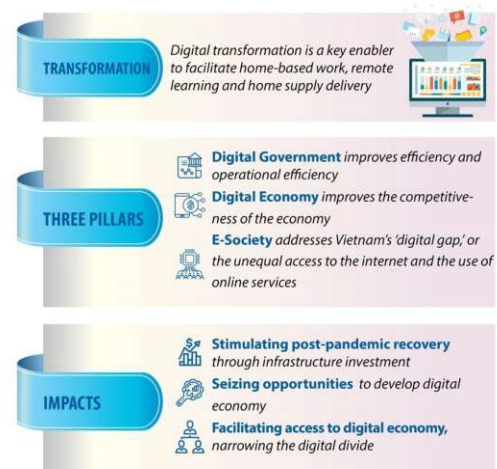 TRANSFORMATION
Digital transformation is a key enabler
to facilitate home-based work, remote
learning and home supply delivery
THREE PILLARS
Digital Government improves efficiency and
operational efficiency
Digital Economy improves the competitive-
ness of the economy
E-Society addresses Vietnam's 'digital gap,' or
the unequal access to the internet and the use of
online services
IMPACTS
Stimulating post-pandemic recovery
through infrastructure investment
Seizing opportunities to develop digital
economy
Facilitating access to digital economy,
narrowing the digital divide